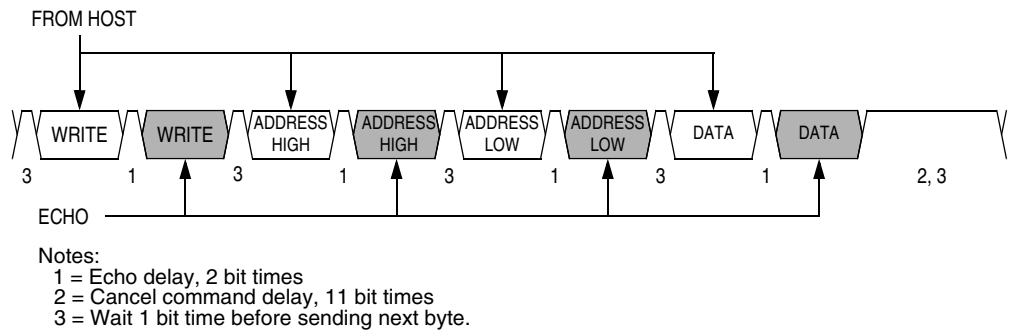 FROM HOST
WRITE WRITE ADDRESS HIGH ADDRESS HIGH ADDRESS LOW ADDRESS LOW DATA DATA
3 1 3 1 3 1 3 1 2, 3
ECHO
Notes:
1 = Echo delay, 2 bit times
2 = Cancel command delay, 11 bit times
3 = Wait 1 bit time before sending next byte.